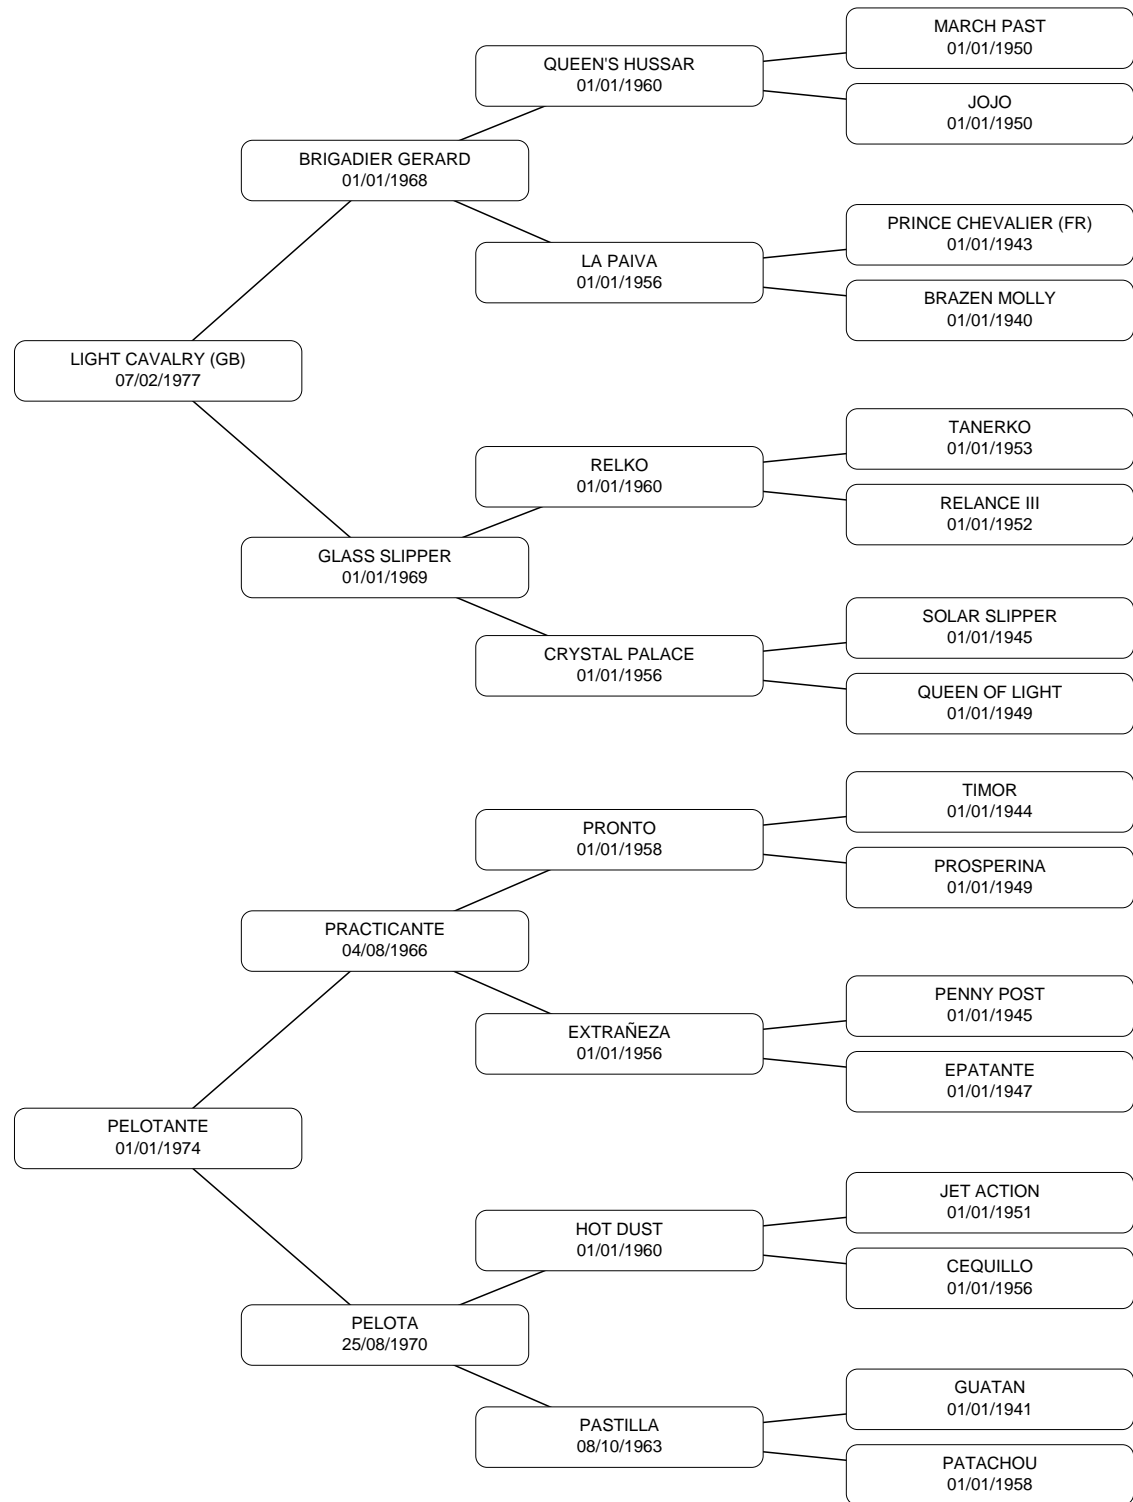 MARCH PAST
01/01/1950
QUEEN'S HUSSAR
01/01/1960
JOJO
01/01/1950
BRIGADIER GERARD
01/01/1968
PRINCE CHEVALIER (FR)
01/01/1943
LA PAIVA
01/01/1956
BRAZEN MOLLY
01/01/1940
LIGHT CAVALRY (GB)
07/02/1977
TANERKO
01/01/1953
RELKO
01/01/1960
RELANCE III
01/01/1952
GLASS SLIPPER
01/01/1969
SOLAR SLIPPER
01/01/1945
CRYSTAL PALACE
01/01/1956
QUEEN OF LIGHT
01/01/1949
TIMOR
01/01/1944
PRONTO
01/01/1958
PROSPERINA
01/01/1949
PRACTICANTE
04/08/1966
PENNY POST
01/01/1945
EXTRAÑEZA
01/01/1956
EPATANTE
01/01/1947
PELOTANTE
01/01/1974
JET ACTION
01/01/1951
HOT DUST
01/01/1960
CEQUILLO
01/01/1956
PELOTA
25/08/1970
GUATAN
01/01/1941
PASTILLA
08/10/1963
PATACHOU
01/01/1958